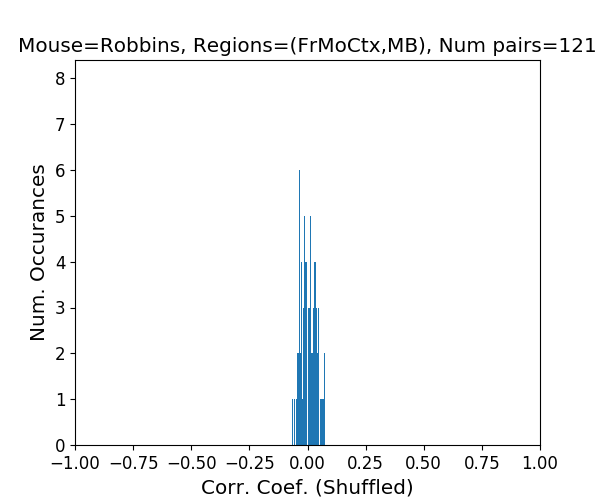 Mouse=Robbins, Regions=(FrMoCtx,MB), Num pairs=121
8
7
6
5
4
3
2
1
0
Num. Occurances
−1.00 −0.75 −0.50 −0.25 0.00 0.25 0.50 0.75 1.00
Corr. Coef. (Shuffled)